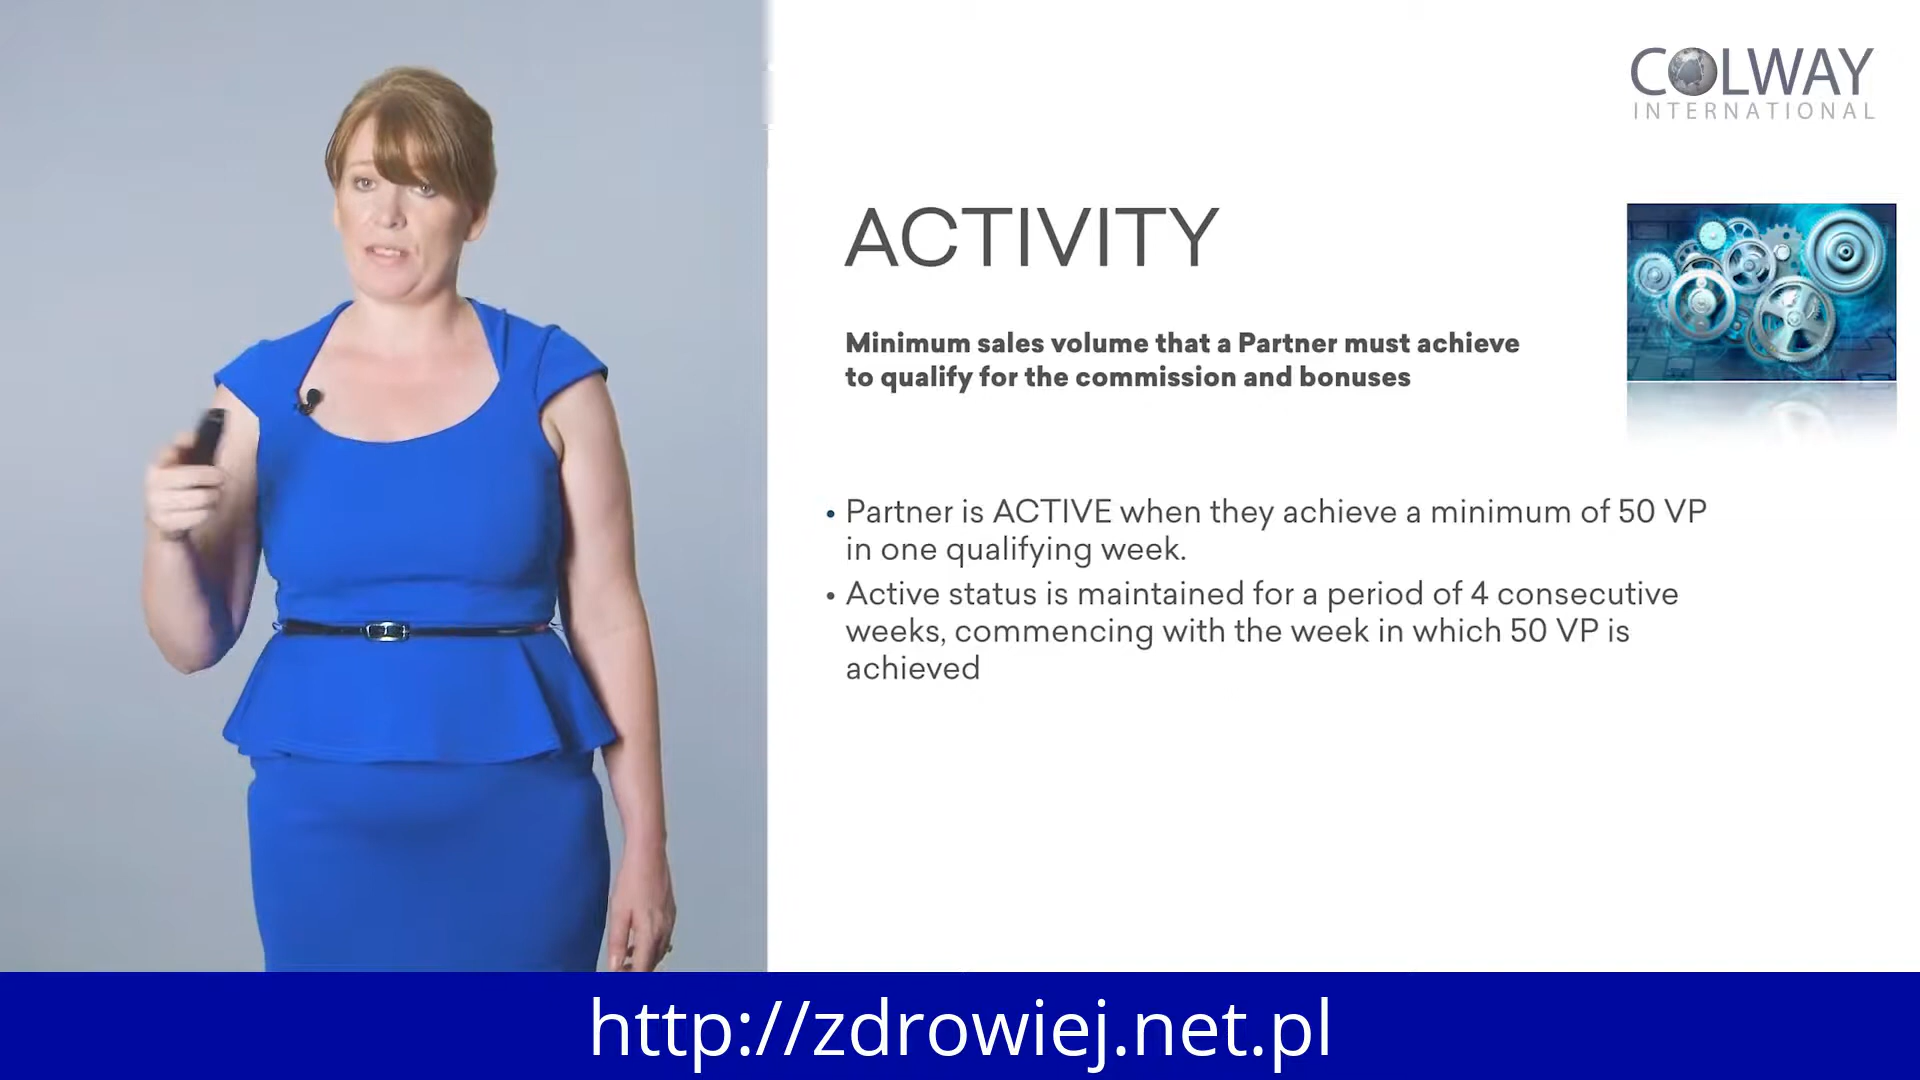 COLWAY
INTERNATIONAL
ACTIVITY
Minimum sales volume that a Partner must achieve
to qualify for the commission and bonuses
• Partner is ACTIVE when they achieve a minimum of 50 VP
in one qualifying week.
• Active status is maintained for a period of 4 consecutive
weeks, commencing with the week in which 50 VP is
achieved
http://zdrowiej.net.pl